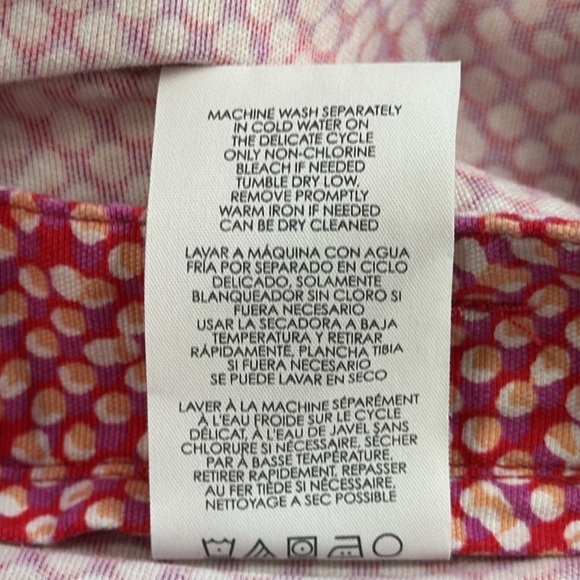 MACHINE WASH SEPARATELY
IN COLD WATER ON
THE DELICATE CYCLE
ONLY NON-CHLORINE
BLEACH IF NEEDED
TUMBLE DRY LOW,
REMOVE PROMPTLY
WARM IRON IF NEEDED
CAN BE DRY CLEANED
LAVAR A MÁQUINA CON AGUA
FRÍA POR SEPARADO EN CICLO
DELICADO, SOLAMENTE
BLANQUEADOR SIN CLORO SI
FUERA NECESARIO
USAR LA SECADORA A BAJA
TEMPERATURA Y RETIRAR
RÁPIDAMENTE, PLANCHA TIBIA
SI FUERA NECESARIO
SE PUEDE LAVAR EN SECO
LAVER À LA MACHINE SÉPARÉMENT
À L'EAU FROIDE SUR LE CYCLE
DÉLICAT, À L'EAU DE JAVEL SANS
CHLORURE SI NÉCESSAIRE, SÉCHER
PAR À BASSE TEMPÉRATURE,
RETIRER RAPIDEMENT, REPASSER
AU FER TIÈDE SI NÉCESSAIRE,
NETTOYAGE A SEC POSSIBLE